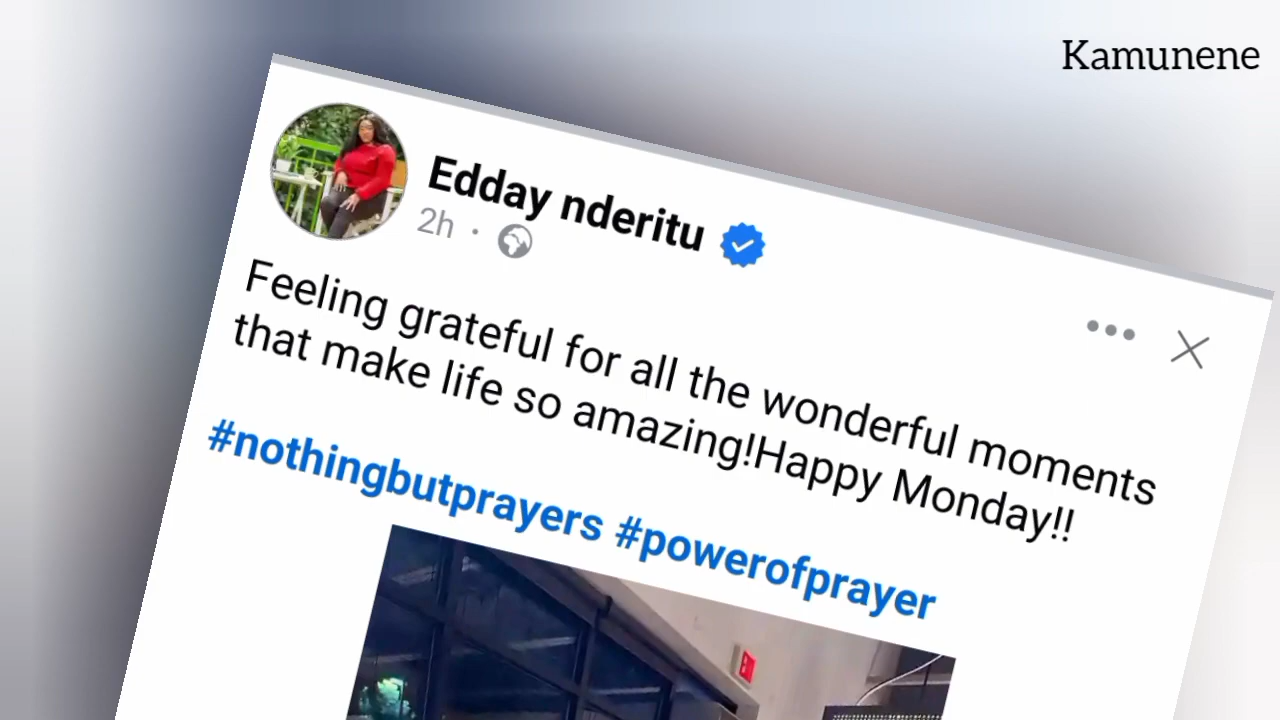 Kamunene
Edday nderitu
2h ·
Feeling grateful for all the wonderful moments
that make life so amazing!Happy Monday!!
#nothingbutprayers #powerofprayer